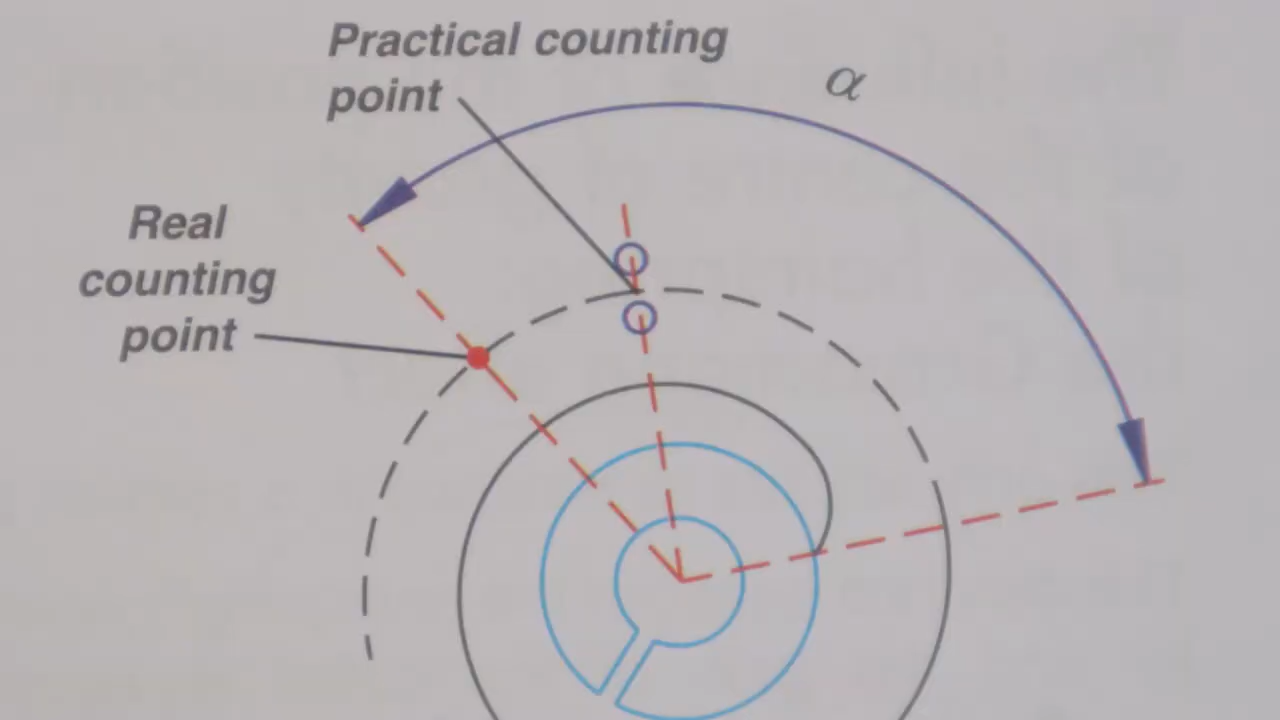 Practical counting
point
α
Real
counting
point